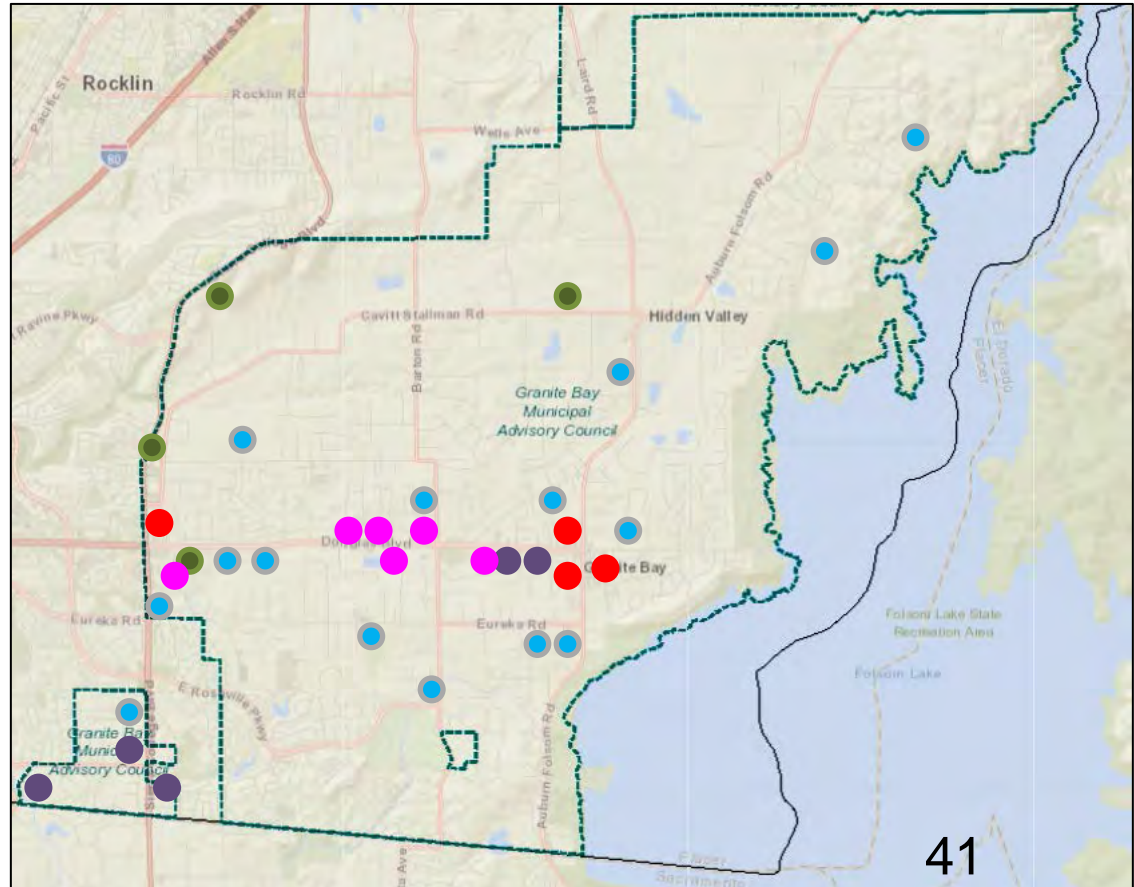 Rocklin
Pacific St
Rocklin Rd
80
Laird Rd
Wells Ave
Auburn Folsom Rd
Cavitt Stallman Rd
Hidden Valley
Barton Rd
Granite Bay
Municipal
Advisory Council
El Dorado
Placer
Douglas Blvd
Eureka Rd
Eureka Rd
Folsom Lake State
Recreation Area
Folsom Lake
E Roseville Pkwy
Granite Bay
Advisory Council
Auburn Folsom Rd
Placer
Sacramento
41